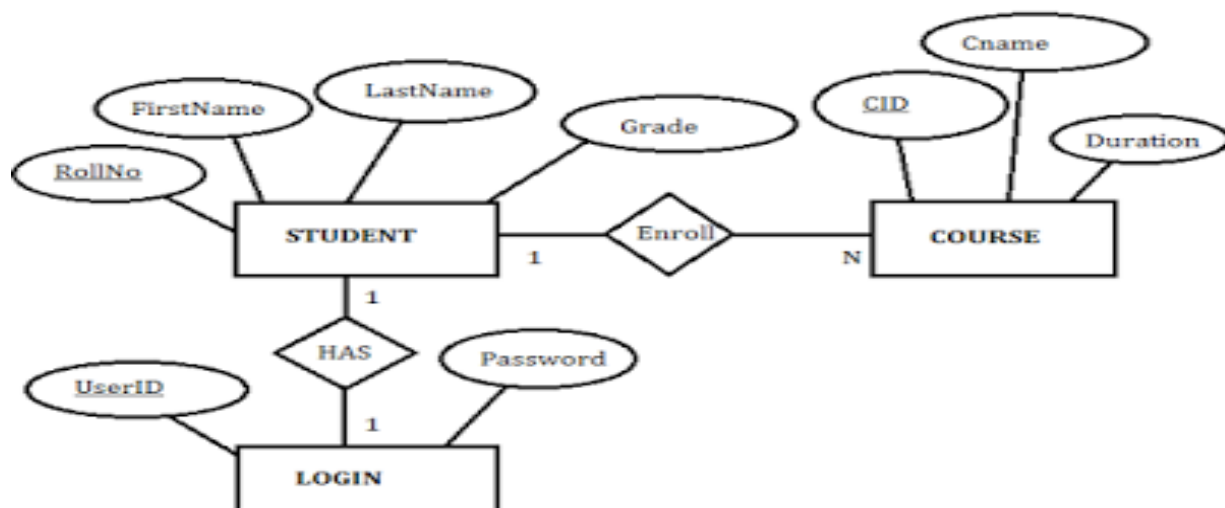 Cname
LastName
FirstName
CID
Grade
Duration
RollNo
STUDENT
Enroll
COURSE
1
N
1
HAS
Password
UserID
1
LOGIN